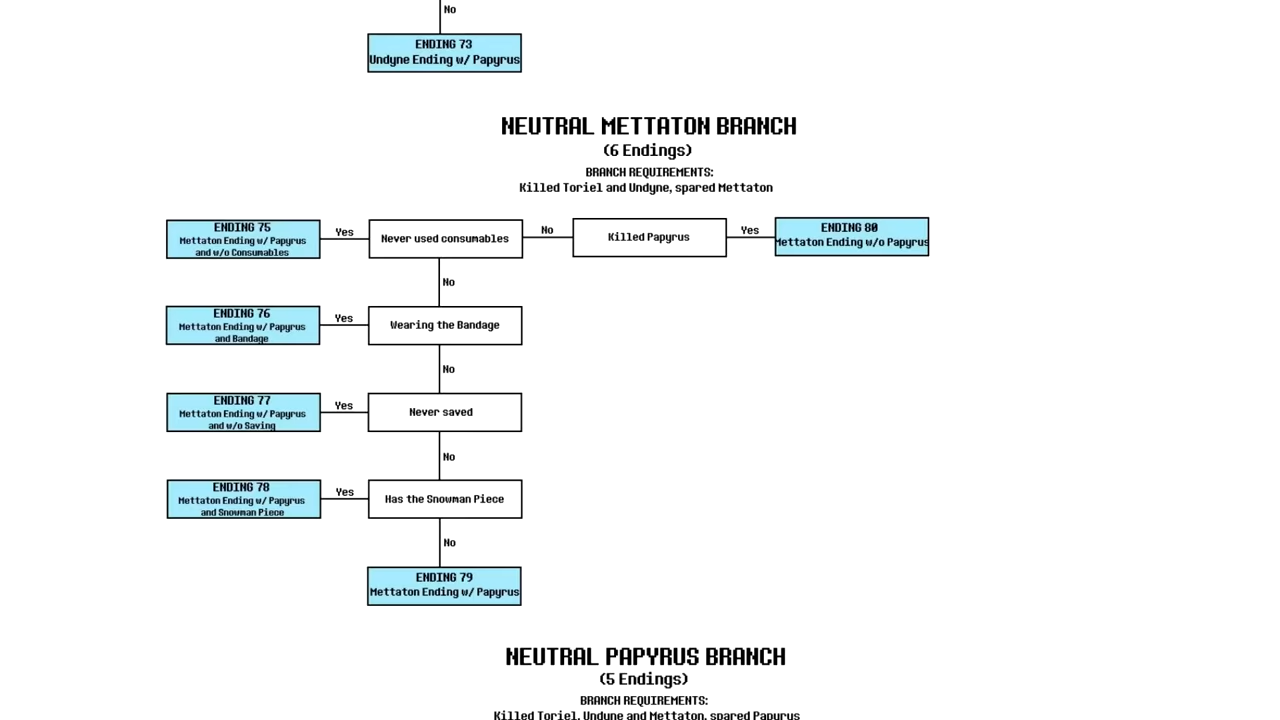 No
ENDING 73
Undyne Ending w/ Papyrus
NEUTRAL METTATON BRANCH
(6 Endings)
BRANCH REQUIREMENTS:
Killed Toriel and Undyne, spared Mettaton
ENDING 75
Mettaton Ending w/ Papyrus
and w/o Consumables
Yes
Never used consumables
No
Killed Papyrus
Yes
ENDING 80
Mettaton Ending w/o Papyrus
No
ENDING 76
Mettaton Ending w/ Papyrus
and Bandage
Yes
Wearing the Bandage
No
ENDING 77
Mettaton Ending w/ Papyrus
and w/o Saving
Yes
Never saved
No
ENDING 78
Mettaton Ending w/ Papyrus
and Snowman Piece
Yes
Has the Snowman Piece
No
ENDING 79
Mettaton Ending w/ Papyrus
NEUTRAL PAPYRUS BRANCH
(5 Endings)
BRANCH REQUIREMENTS:
Killed Toriel, Undyne and Mettaton, spared Papyrus